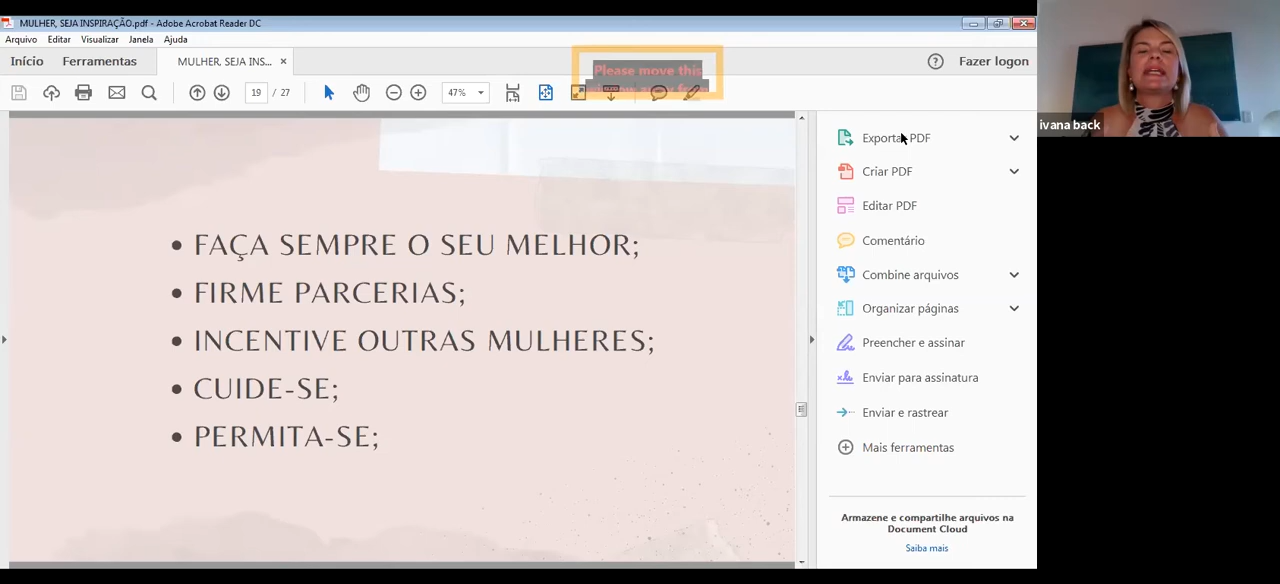 MULHER, SEJA INSPIRAÇÃO.pdf - Adobe Acrobat Reader DC
Arquivo Editar Visualizar Janela Ajuda
Início Ferramentas MULHER, SEJA INS... Fazer logon
Please move this
19 / 27 47%
ivana back
FAÇA SEMPRE O SEU MELHOR;
FIRME PARCERIAS;
INCENTIVE OUTRAS MULHERES;
CUIDE-SE;
PERMITA-SE;
Exportar PDF
Criar PDF
Editar PDF
Comentário
Combine arquivos
Organizar páginas
Preencher e assinar
Enviar para assinatura
Enviar e rastrear
Mais ferramentas
Armazene e compartilhe arquivos na
Document Cloud
Saiba mais